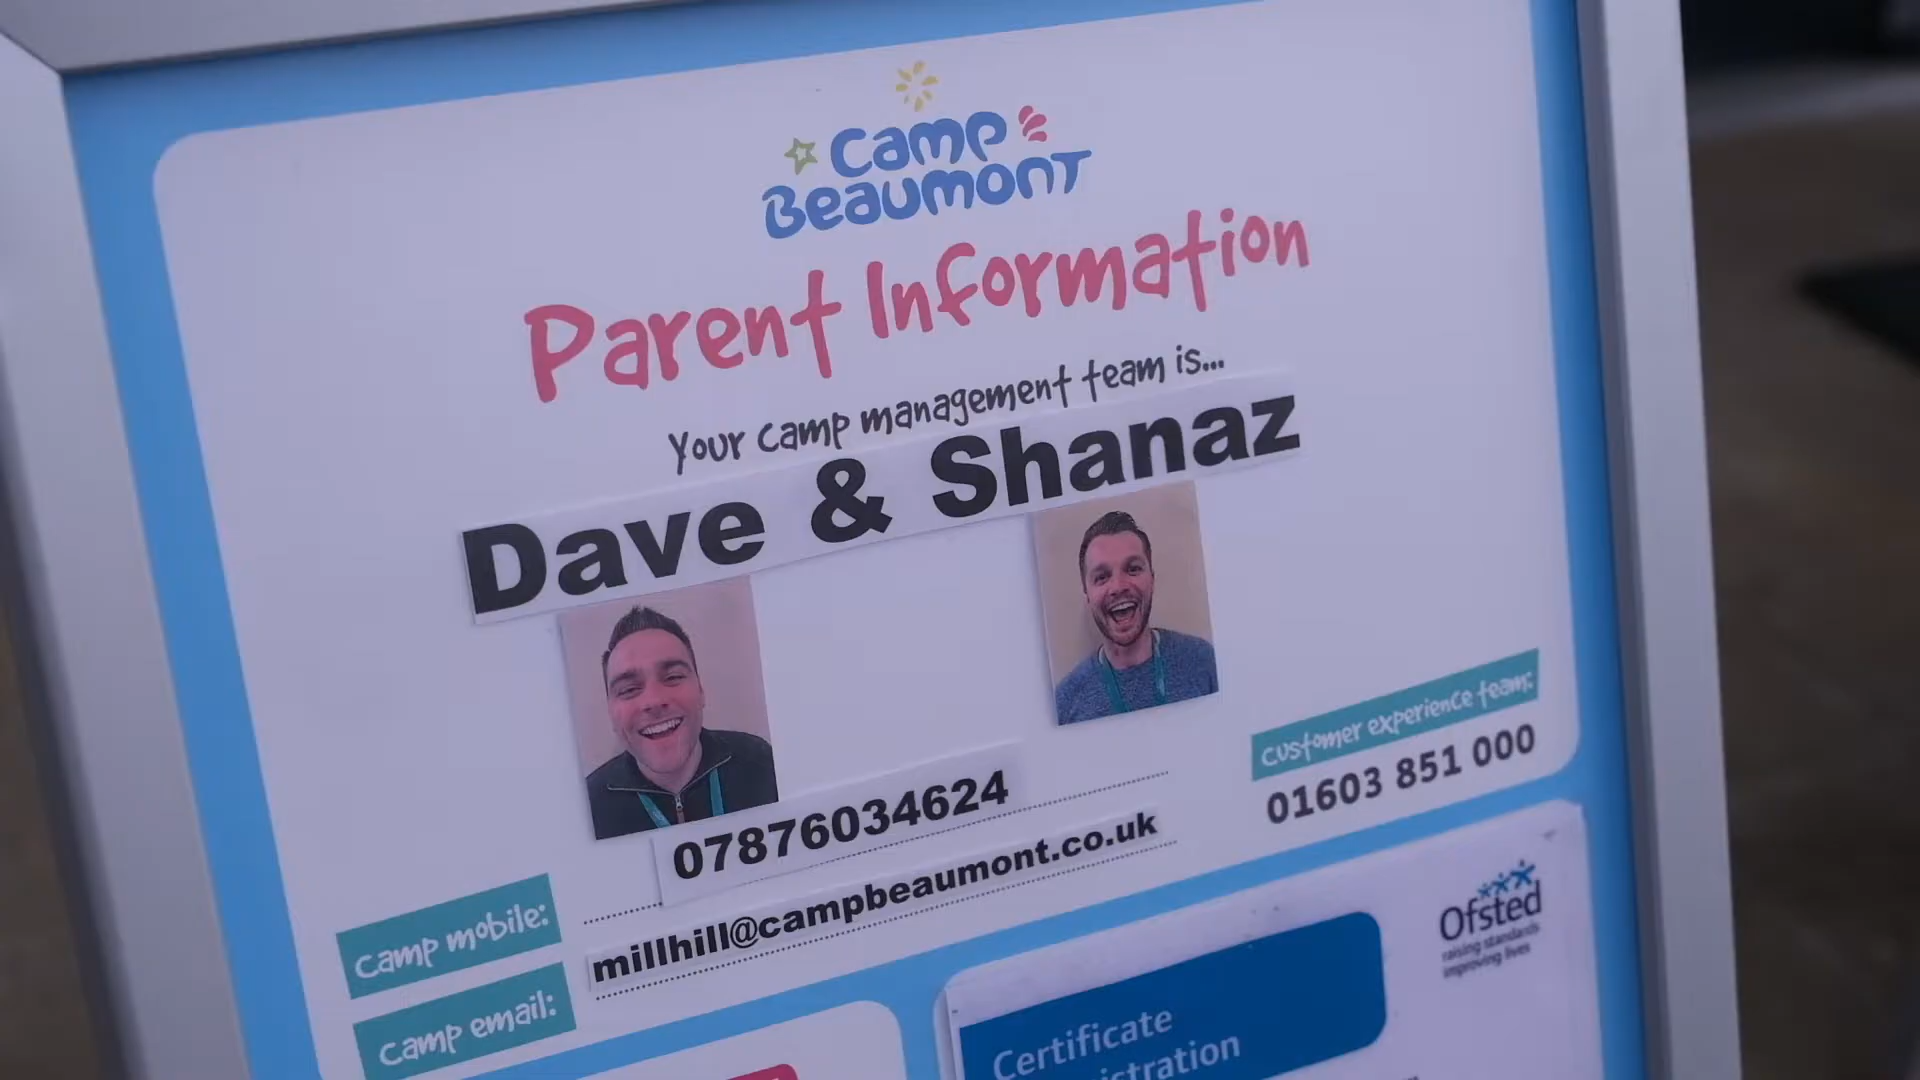 Camp
Beaumont
Parent Information
Your camp management team is...
Dave & Shanaz
customer experience team:
01603 851 000
camp mobile:
07876034624
camp email:
millhill@campbeaumont.co.uk
Ofsted
raising standards
improving lives
Certificate